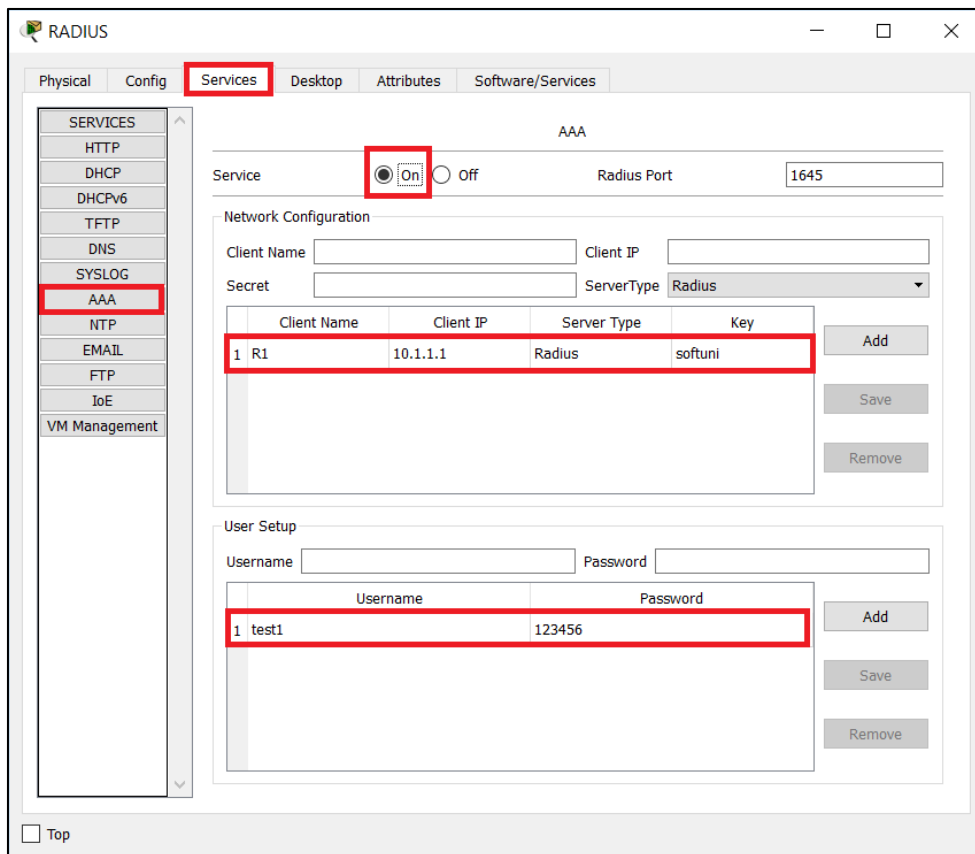 RADIUS
Physical Config Services Desktop Attributes Software/Services
SERVICES
HTTP
DHCP
DHCPv6
TFTP
DNS
SYSLOG
AAA
NTP
EMAIL
FTP
IoE
VM Management
AAA
Service On Off Radius Port 1645
Network Configuration
Client Name Client IP
Secret ServerType Radius
Client Name Client IP Server Type Key
1 R1 10.1.1.1 Radius softuni
Add
Save
Remove
User Setup
Username Password
Username Password
1 test1 123456
Add
Save
Remove
Top